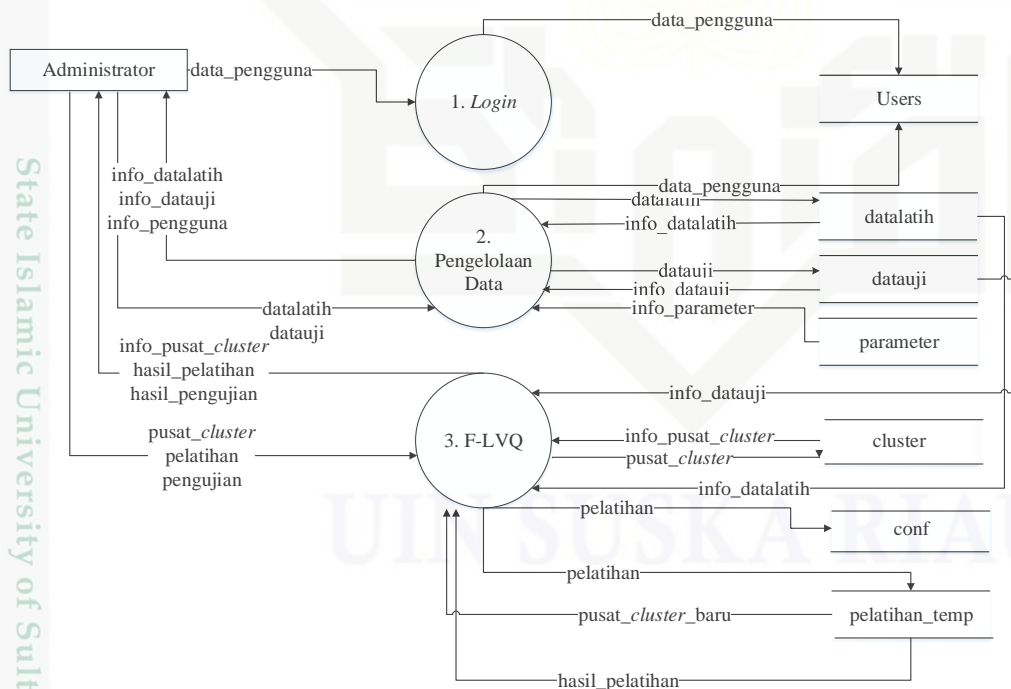 data_pengguna
Administrator
data_pengguna
1. Login
Users
info_datalatih
info_datauji
info_pengguna
data_pengguna
datalatih
info_datalatih
datalatih
2.
Pengelolaan
Data
datauji
info_datauji
info_parameter
datauji
parameter
datalatih
datauji
info_pusat_cluster
hasil_pelatihan
hasil_pengujian
info_datauji
pusat_cluster
pelatihan
pengujian
3. F-LVQ
info_pusat_cluster
pusat_cluster
cluster
info_datalatih
pelatihan
conf
pelatihan
pusat_cluster_baru
pelatihan_temp
hasil_pelatihan
State Islamic University of Sult
UIN SUSKA RIAU